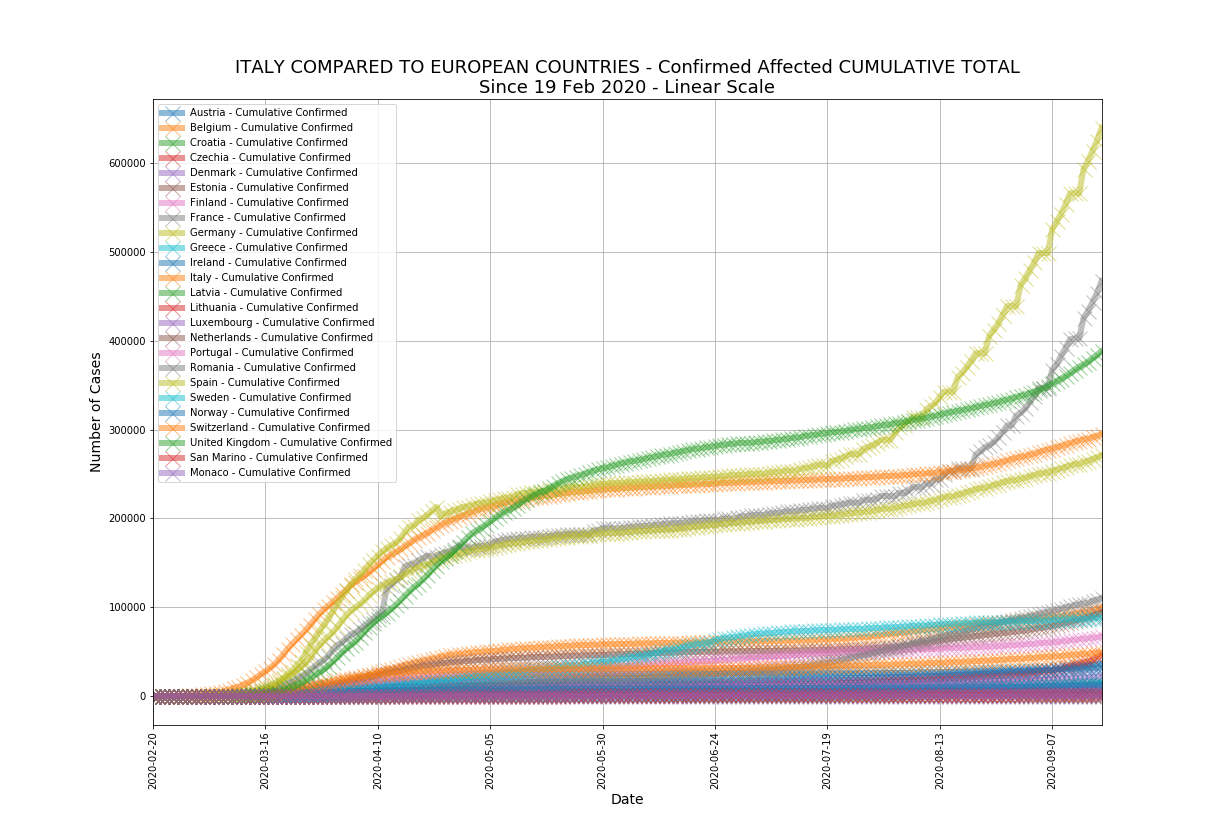 ITALY COMPARED TO EUROPEAN COUNTRIES - Confirmed Affected CUMULATIVE TOTAL
Since 19 Feb 2020 - Linear Scale
Austria - Cumulative Confirmed
Belgium - Cumulative Confirmed
Croatia - Cumulative Confirmed
Czechia - Cumulative Confirmed
Denmark - Cumulative Confirmed
Estonia - Cumulative Confirmed
Finland - Cumulative Confirmed
France - Cumulative Confirmed
Germany - Cumulative Confirmed
Greece - Cumulative Confirmed
Ireland - Cumulative Confirmed
Italy - Cumulative Confirmed
Latvia - Cumulative Confirmed
Lithuania - Cumulative Confirmed
Luxembourg - Cumulative Confirmed
Netherlands - Cumulative Confirmed
Portugal - Cumulative Confirmed
Romania - Cumulative Confirmed
Spain - Cumulative Confirmed
Sweden - Cumulative Confirmed
Norway - Cumulative Confirmed
Switzerland - Cumulative Confirmed
United Kingdom - Cumulative Confirmed
San Marino - Cumulative Confirmed
Monaco - Cumulative Confirmed
Number of Cases
600000
500000
400000
300000
200000
100000
0
2020-02-20
2020-03-16
2020-04-10
2020-05-05
2020-05-30
2020-06-24
2020-07-19
2020-08-13
2020-09-07
Date